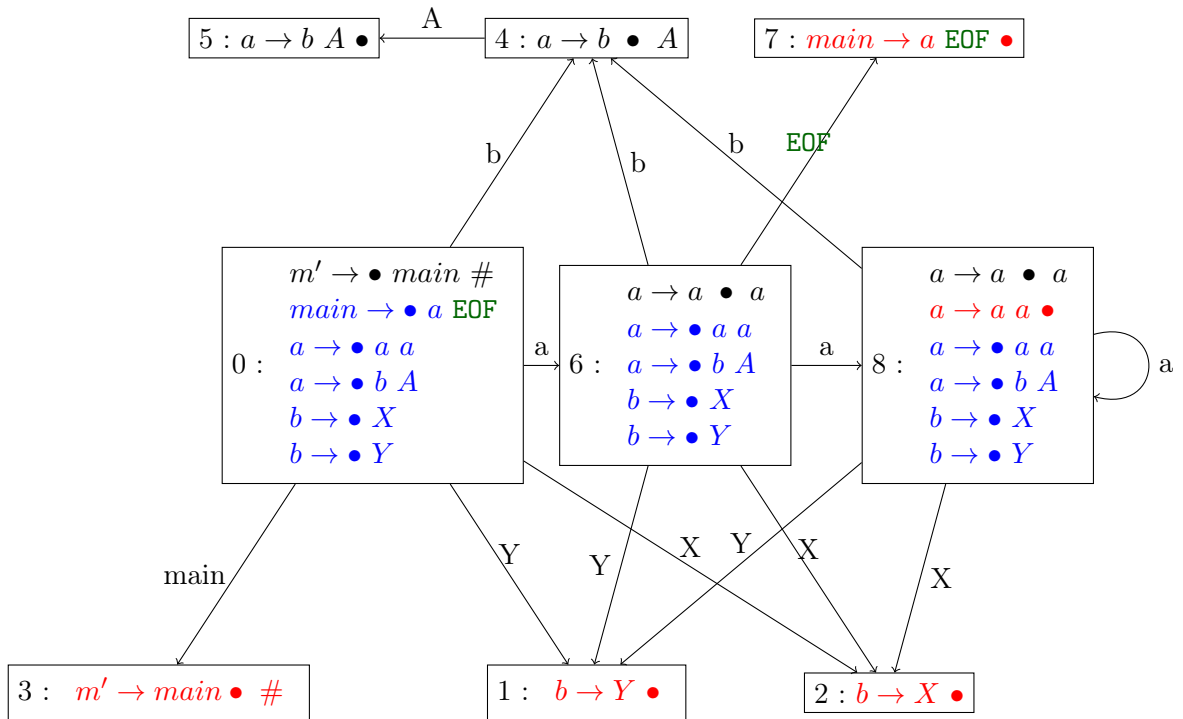 5 : a → b A ●
A
4 : a → b ● A
7 : main → a EOF ●
b
b
b
EOF
0 :
m′ → ● main #
main → ● a EOF
a → ● a a
a → ● b A
b → ● X
b → ● Y
a
6 :
a → a ● a
a → ● a a
a → ● b A
b → ● X
b → ● Y
a
8 :
a → a ● a
a → a a ●
a → ● a a
a → ● b A
b → ● X
b → ● Y
a
main
Y
Y
X
Y
X
X
3 : m′ → main ● #
1 : b → Y ●
2 : b → X ●